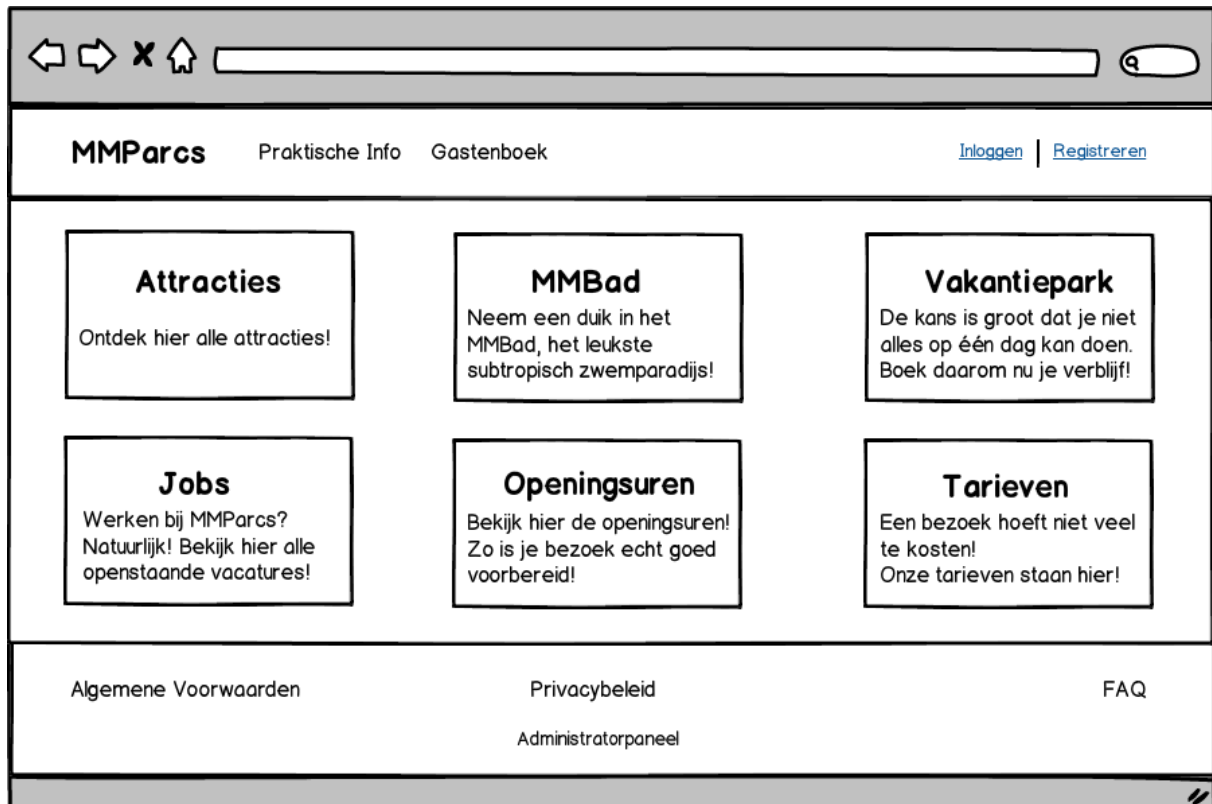 MMParcs Praktische Info Gastenboek Inloggen | Registreren
Attracties
Ontdek hier alle attracties!
MMBad
Neem een duik in het
MMBad, het leukste
subtropisch zwemparadijs!
Vakantiepark
De kans is groot dat je niet
alles op één dag kan doen.
Boek daarom nu je verblijf!
Jobs
Werken bij MMParcs?
Natuurlijk! Bekijk hier alle
openstaande vacatures!
Openingsuren
Bekijk hier de openingsuren!
Zo is je bezoek echt goed
voorbereid!
Tarieven
Een bezoek hoeft niet veel
te kosten!
Onze tarieven staan hier!
Algemene Voorwaarden Privacybeleid FAQ
Administratorpaneel